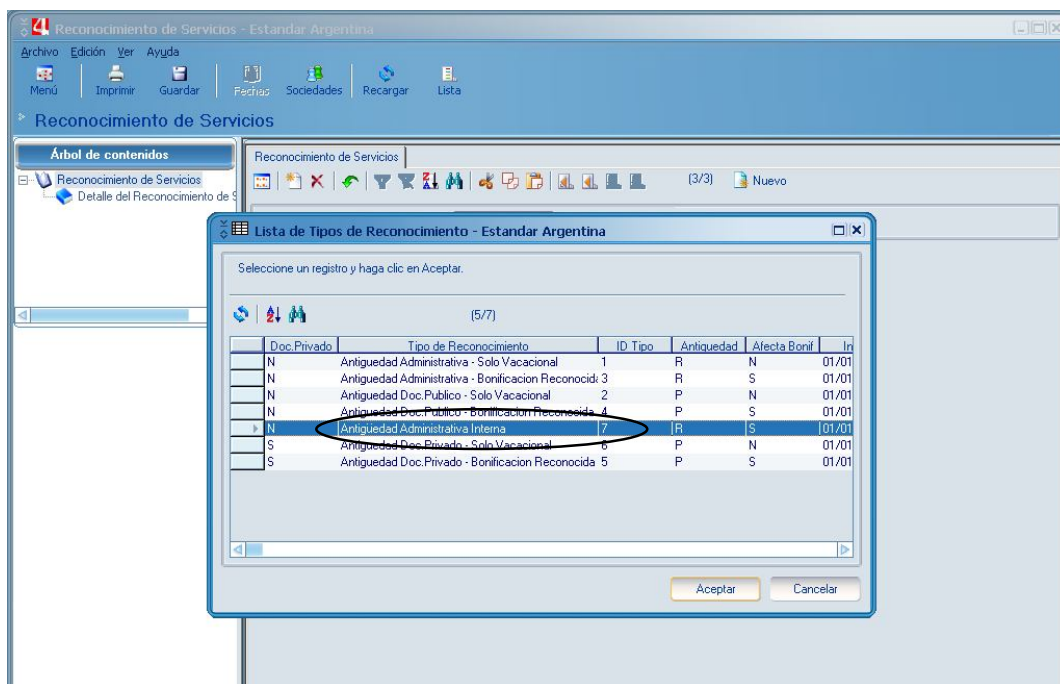 Reconocimiento de Servicios - Estandar Argentina
Archivo Edición Ver Ayuda
Menú Imprimir Guardar Fechas Sociedades Recargar Lista
Reconocimiento de Servicios
Árbol de contenidos
Reconocimiento de Servicios
Detalle del Reconocimiento de S
Reconocimiento de Servicios
(3/3) Nuevo
Lista de Tipos de Reconocimiento - Estandar Argentina
Seleccione un registro y haga clic en Aceptar.
(5/7)
Doc.Privado Tipo de Reconocimiento ID Tipo Antiguedad Afecta Bonif In
N Antiguedad Administrativa - Solo Vacacional 1 R N 01/01
N Antiguedad Administrativa - Bonificacion Reconocida 3 R S 01/01
N Antiguedad Doc.Publico - Solo Vacacional 2 P N 01/01
N Antiguedad Doc.Publico - Bonificacion Reconocida 4 P S 01/01
N Antigüedad Administrativa Interna 7 R S 01/01
S Antiguedad Doc.Privado - Solo Vacacional 6 P N 01/01
S Antiguedad Doc.Privado - Bonificacion Reconocida 5 P S 01/01
Aceptar Cancelar